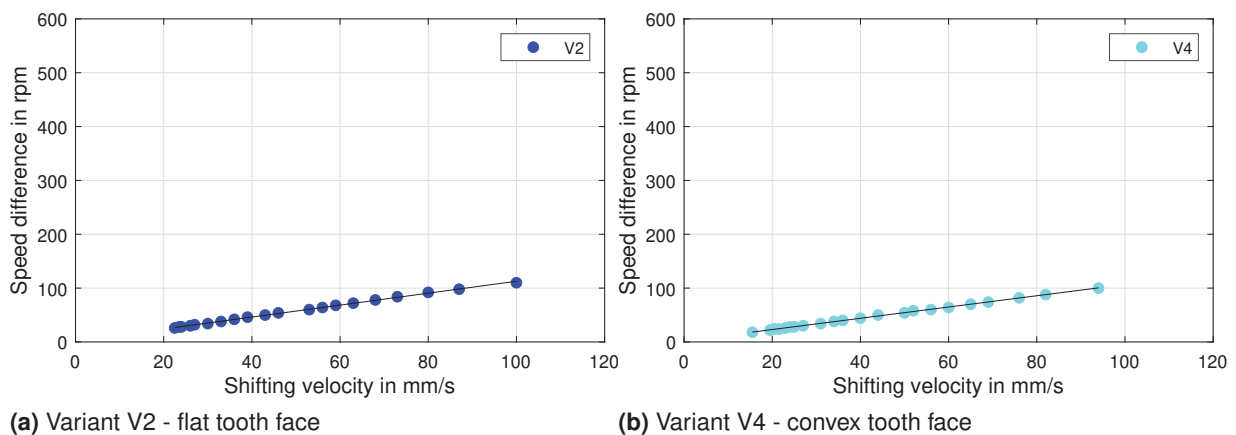 600
500
400
300
200
100
0
Speed difference in rpm
V2
0 20 40 60 80 100 120
Shifting velocity in mm/s
(a) Variant V2 - flat tooth face
600
500
400
300
200
100
0
Speed difference in rpm
V4
0 20 40 60 80 100 120
Shifting velocity in mm/s
(b) Variant V4 - convex tooth face